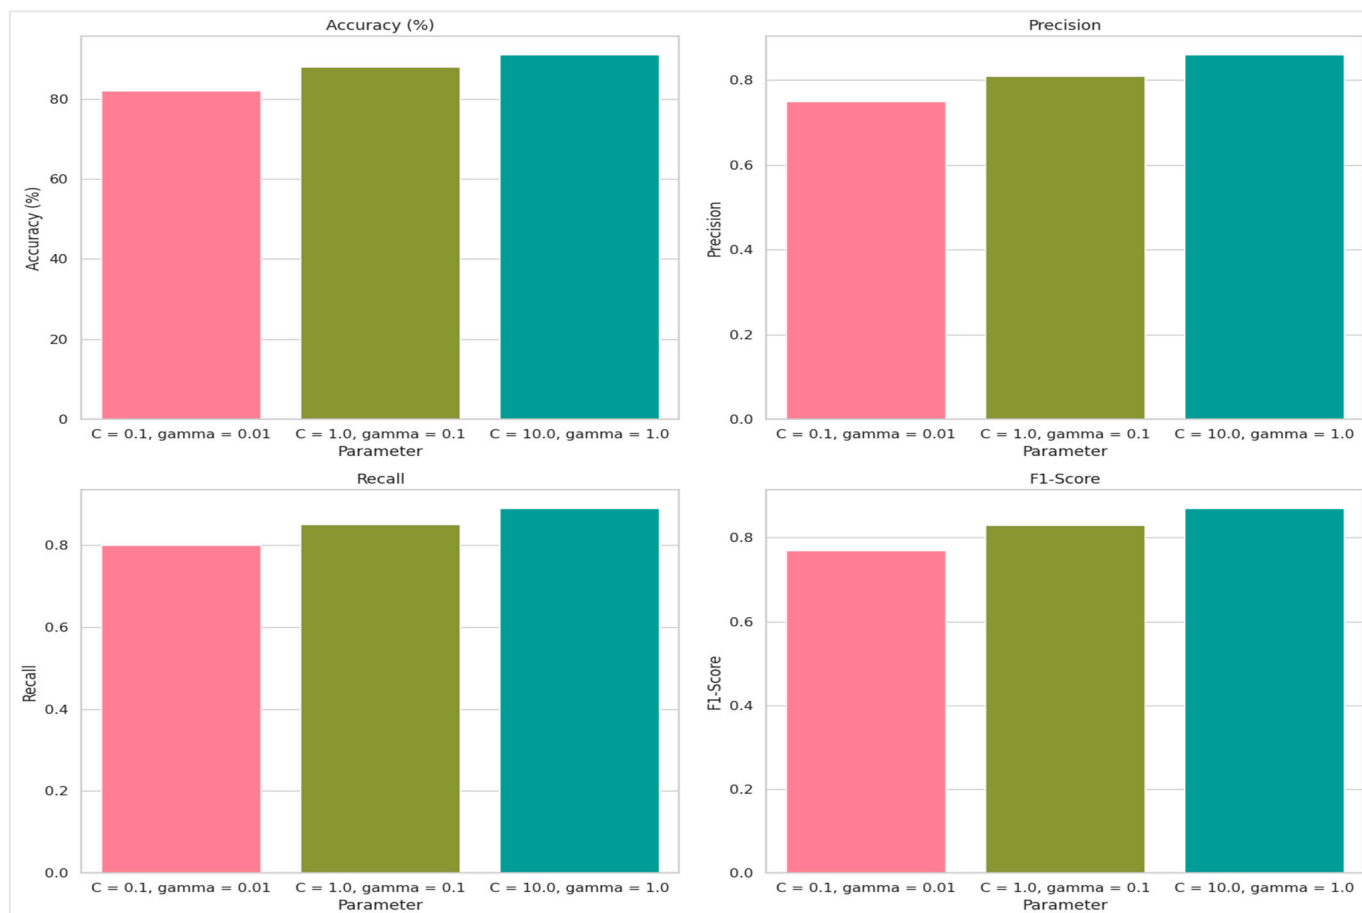 Accuracy (%)
Accuracy (%)
80
60
40
20
0
C = 0.1, gamma = 0.01 C = 1.0, gamma = 0.1 C = 10.0, gamma = 1.0
Parameter
Precision
Precision
0.8
0.6
0.4
0.2
0.0
C = 0.1, gamma = 0.01 C = 1.0, gamma = 0.1 C = 10.0, gamma = 1.0
Parameter
Recall
Recall
0.8
0.6
0.4
0.2
0.0
C = 0.1, gamma = 0.01 C = 1.0, gamma = 0.1 C = 10.0, gamma = 1.0
Parameter
F1-Score
F1-Score
0.8
0.6
0.4
0.2
0.0
C = 0.1, gamma = 0.01 C = 1.0, gamma = 0.1 C = 10.0, gamma = 1.0
Parameter